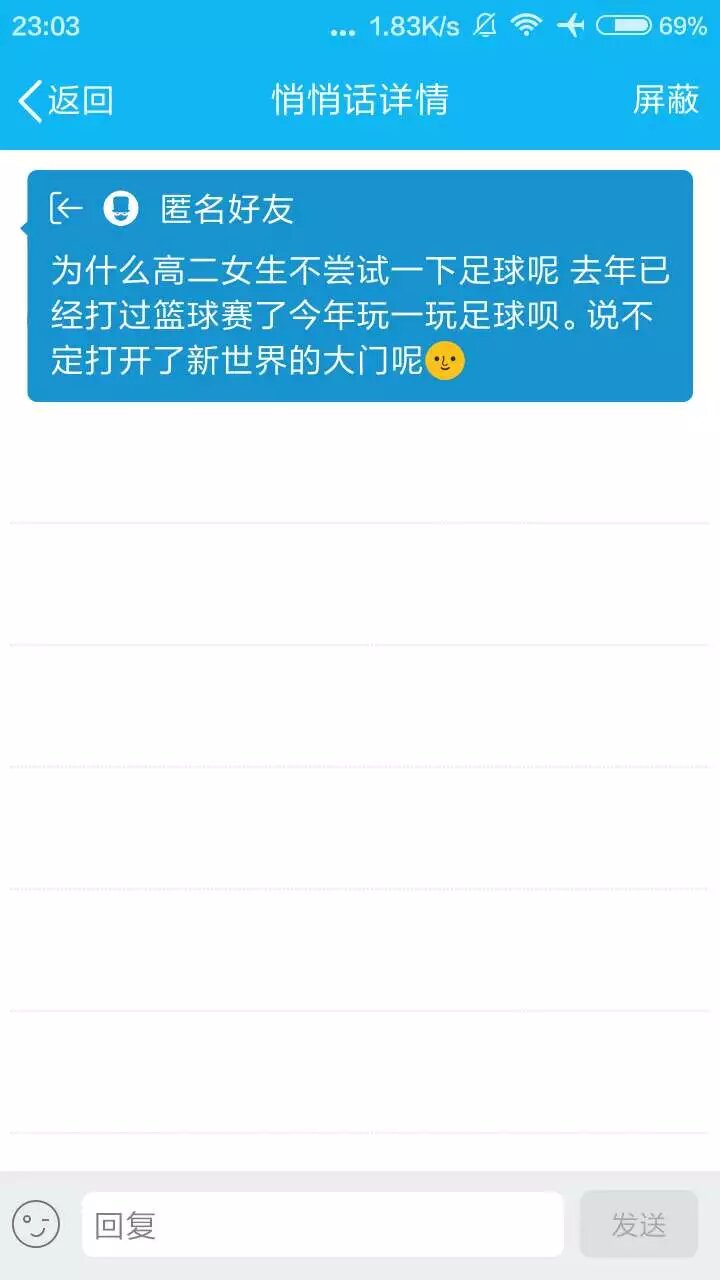 23:03 ... 1.83K/s 69%
返回 悄悄话详情 屏蔽
匿名好友
为什么高二女生不尝试一下足球呢 去年已
经打过篮球赛了今年玩一玩足球呗。说不
定打开了新世界的大门呢🌝
回复 发送